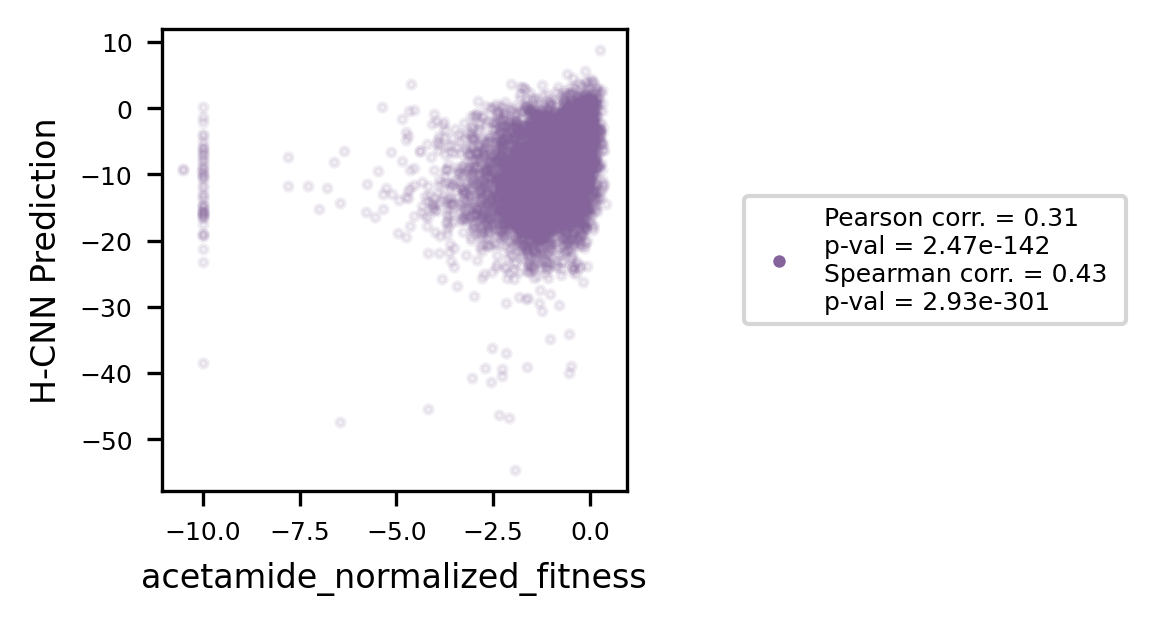 10
0
−10
−20
−30
−40
−50
H-CNN Prediction
−10.0 −7.5 −5.0 −2.5 0.0
acetamide_normalized_fitness
Pearson corr. = 0.31
p-val = 2.47e-142
Spearman corr. = 0.43
p-val = 2.93e-301